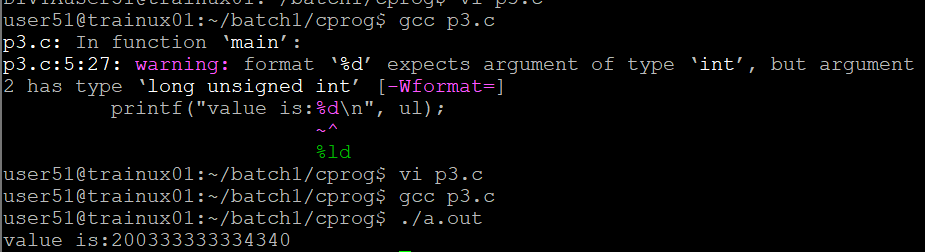 user51@trainux01:~/batch1/cprog$ gcc p3.c
p3.c: In function ‘main’:
p3.c:5:27: warning: format ‘%d’ expects argument of type ‘int’, but argument
2 has type ‘long unsigned int’ [-Wformat=]
printf("value is:%d\n", ul);
~^
%ld
user51@trainux01:~/batch1/cprog$ vi p3.c
user51@trainux01:~/batch1/cprog$ gcc p3.c
user51@trainux01:~/batch1/cprog$ ./a.out
value is:200333333334340